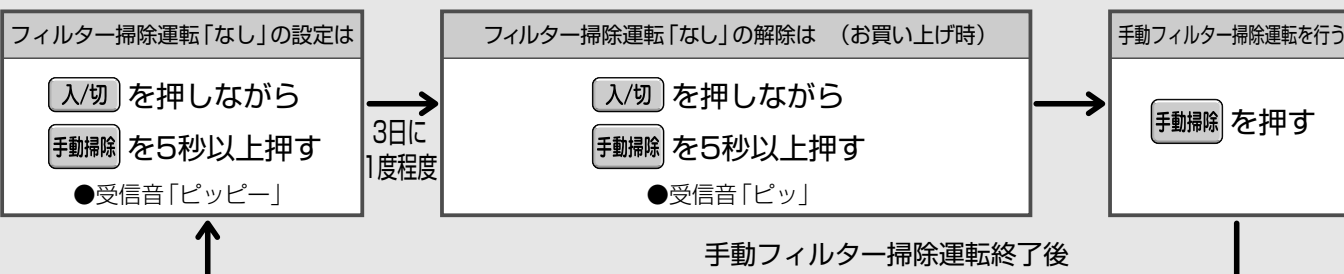 フィルター掃除運転「なし」の設定は
入/切 を押しながら
手動掃除 を5秒以上押す
●受信音「ピッピー」
3日に
1度程度
フィルター掃除運転「なし」の解除は （お買い上げ時）
入/切 を押しながら
手動掃除 を5秒以上押す
●受信音「ピッ」
手動フィルター掃除運転を行う
手動掃除 を押す
手動フィルター掃除運転終了後